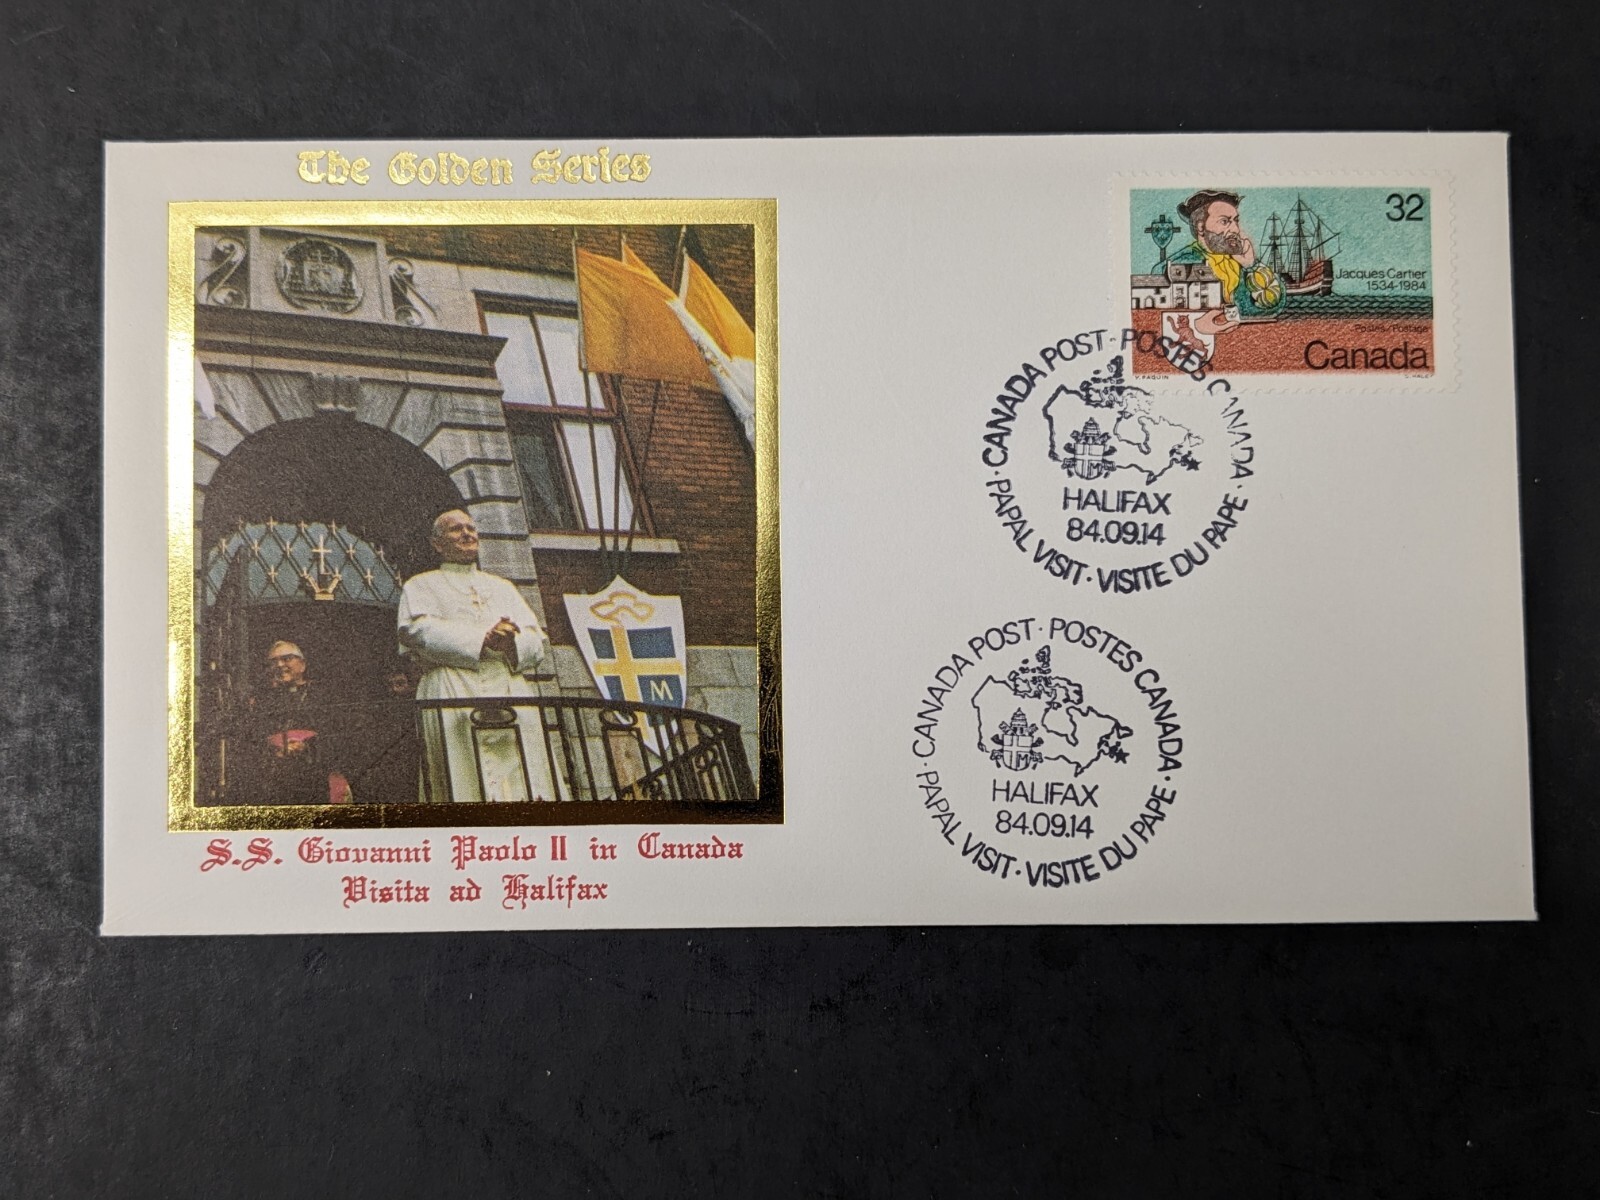 The Golden Series
M
S.S. Giovanni Paolo II in Canada
Visita ad Halifax
32
Jacques Cartier
1534-1984
Postes/Postage
Canada
Y. PAQUIN
CANADA POST · POSTES CANADA · PAPAL VISIT · VISITE DU PAPE ·
M
HALIFAX
84.09.14
CANADA POST · POSTES CANADA · PAPAL VISIT · VISITE DU PAPE ·
M
HALIFAX
84.09.14